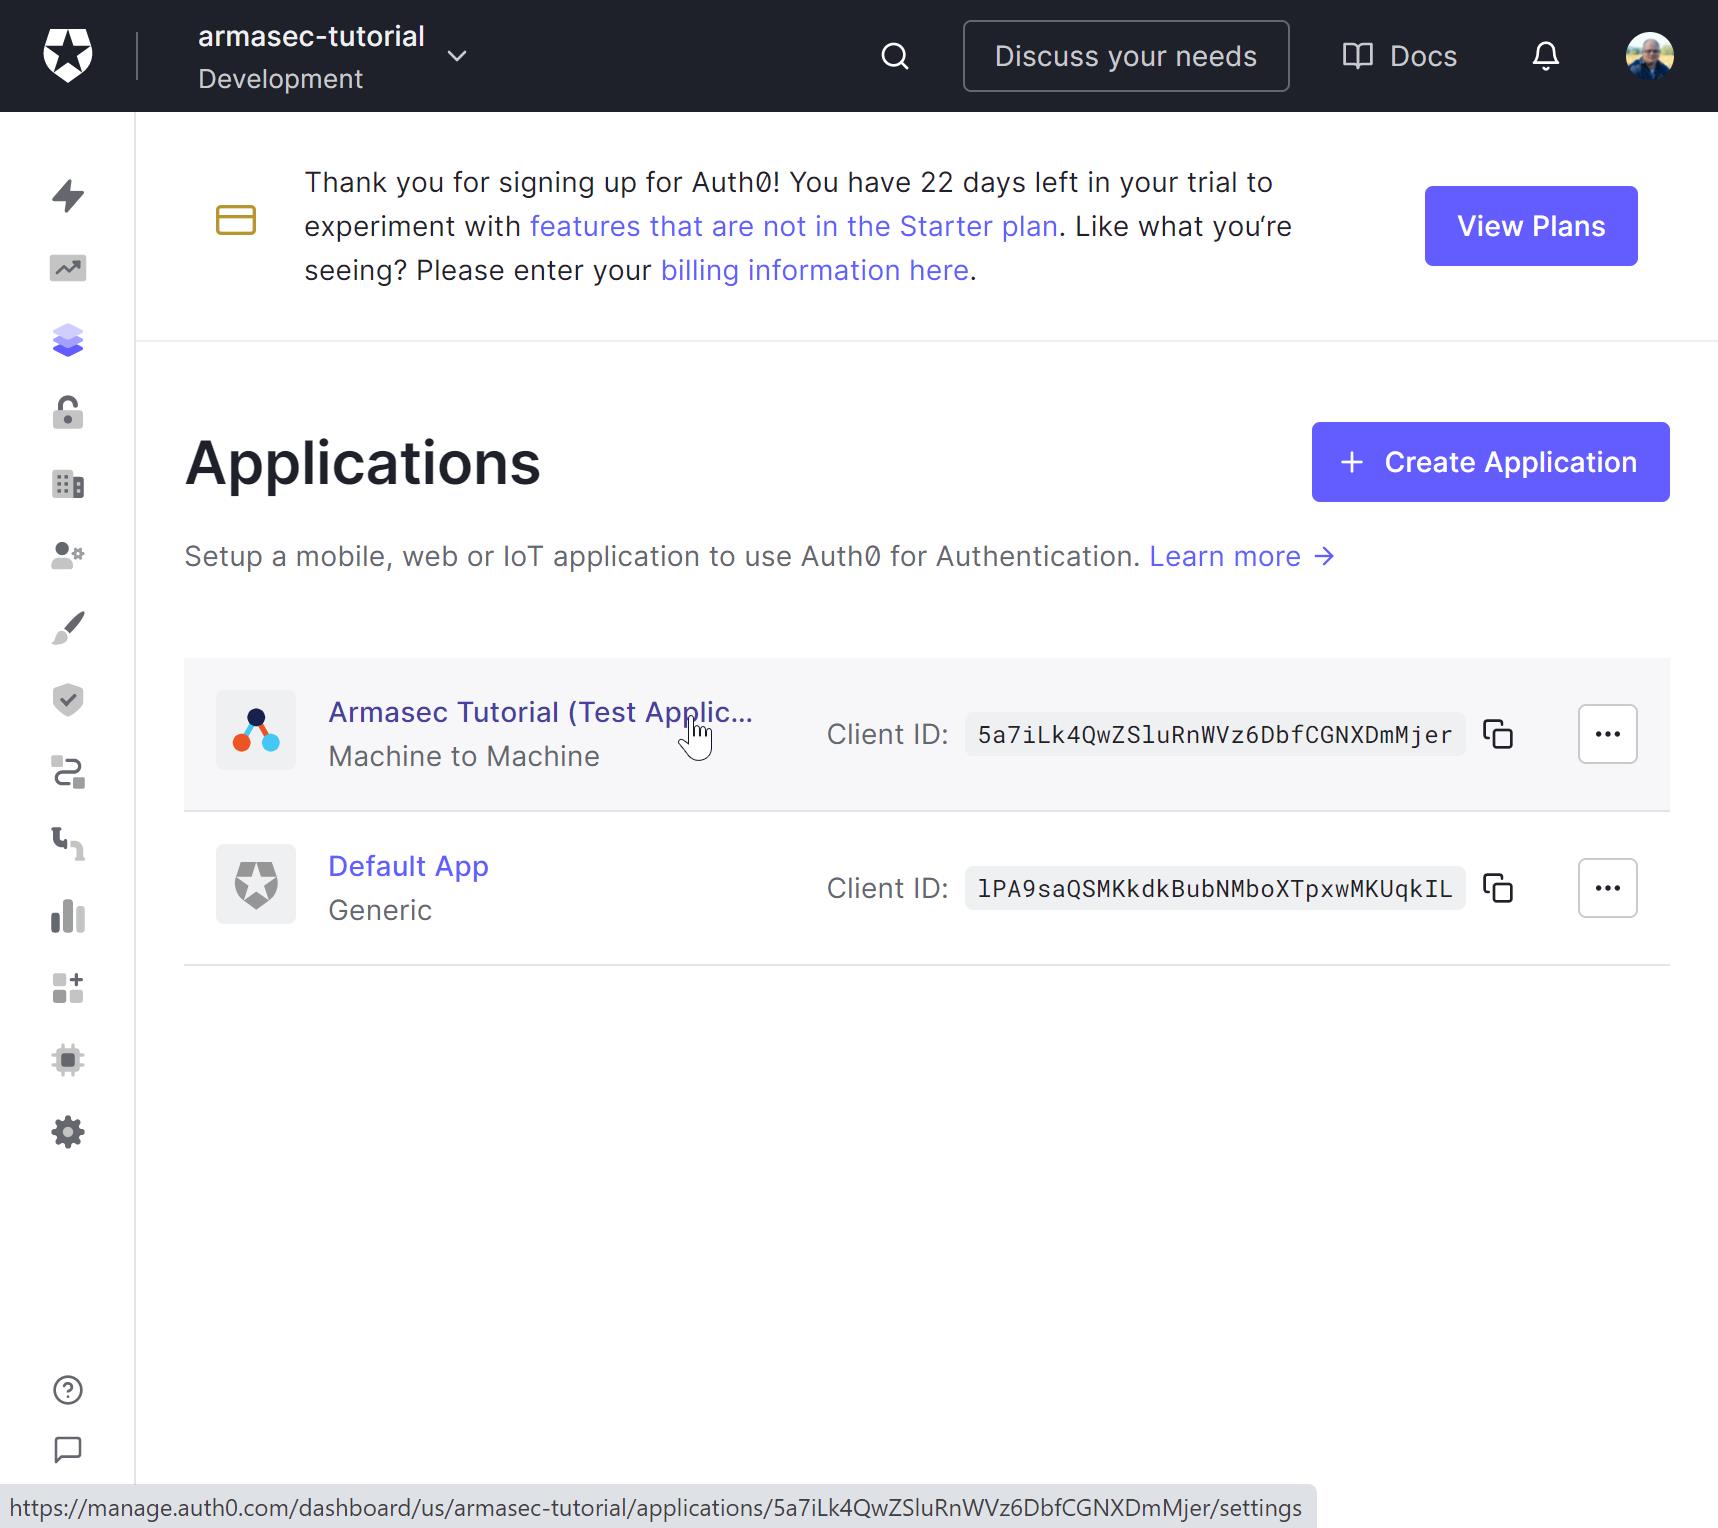 armasec-tutorial
Development
Discuss your needs
Docs
Thank you for signing up for Auth0! You have 22 days left in your trial to
experiment with features that are not in the Starter plan. Like what you‘re
seeing? Please enter your billing information here.
View Plans
Applications
+ Create Application
Setup a mobile, web or IoT application to use Auth0 for Authentication. Learn more →
Armasec Tutorial (Test Applic...
Machine to Machine
Client ID: 5a7iLk4QwZSluRnWVz6DbfCGNXDmMjer
Default App
Generic
Client ID: lPA9saQSMKkdkBubNMboXTpxwMKUqkIL
https://manage.auth0.com/dashboard/us/armasec-tutorial/applications/5a7iLk4QwZSluRnWVz6DbfCGNXDmMjer/settings